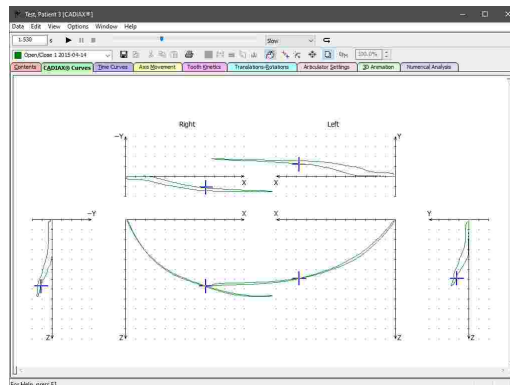 Test, Patient 3 [CADIAX®]
Data Edit View Options Window Help
1.530 s Slow
Open/Close 1 2015-04-14 100.0%
Contents CADIAX® Curves Time Curves Axis Movement Tooth Kinetics Translations-Rotations Articulator Settings 3D Animation Numerical Analysis
Right Left
-Y Y
X X
-Y X X Y
Z Z Z Z
For Help, press F1